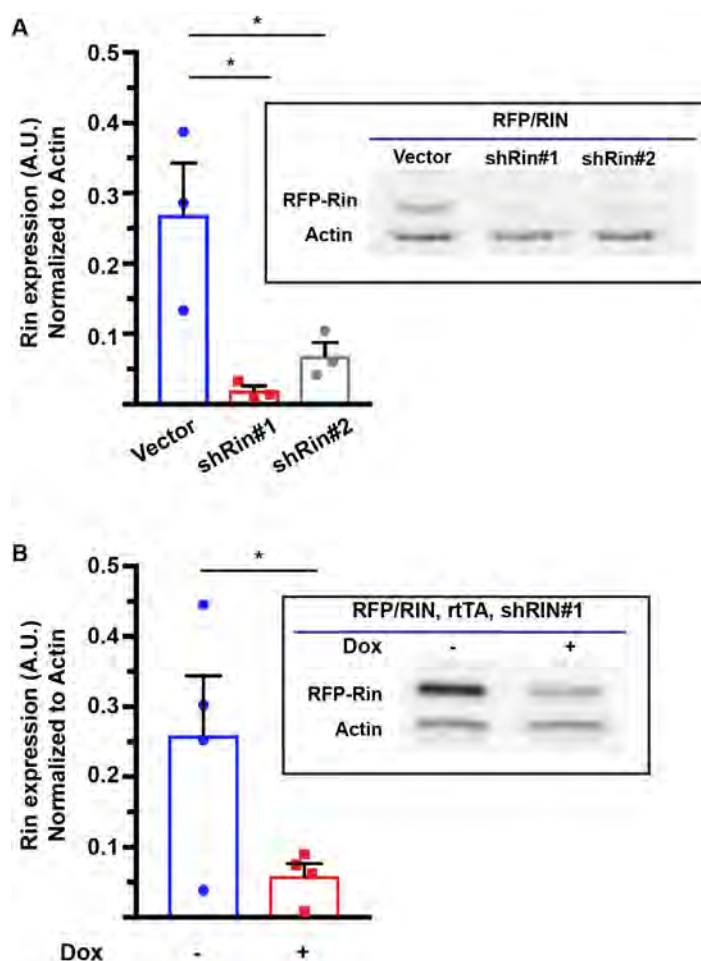 A
*
*
0.5
0.4
0.3
0.2
0.1
Rin expression (A.U.)
Normalized to Actin
Vector
shRin#1
shRin#2
RFP/RIN
Vector shRin#1 shRin#2
RFP-Rin
Actin
B
*
0.5
0.4
0.3
0.2
0.1
Rin expression (A.U.)
Normalized to Actin
Dox - +
RFP/RIN, rtTA, shRIN#1
Dox - +
RFP-Rin
Actin